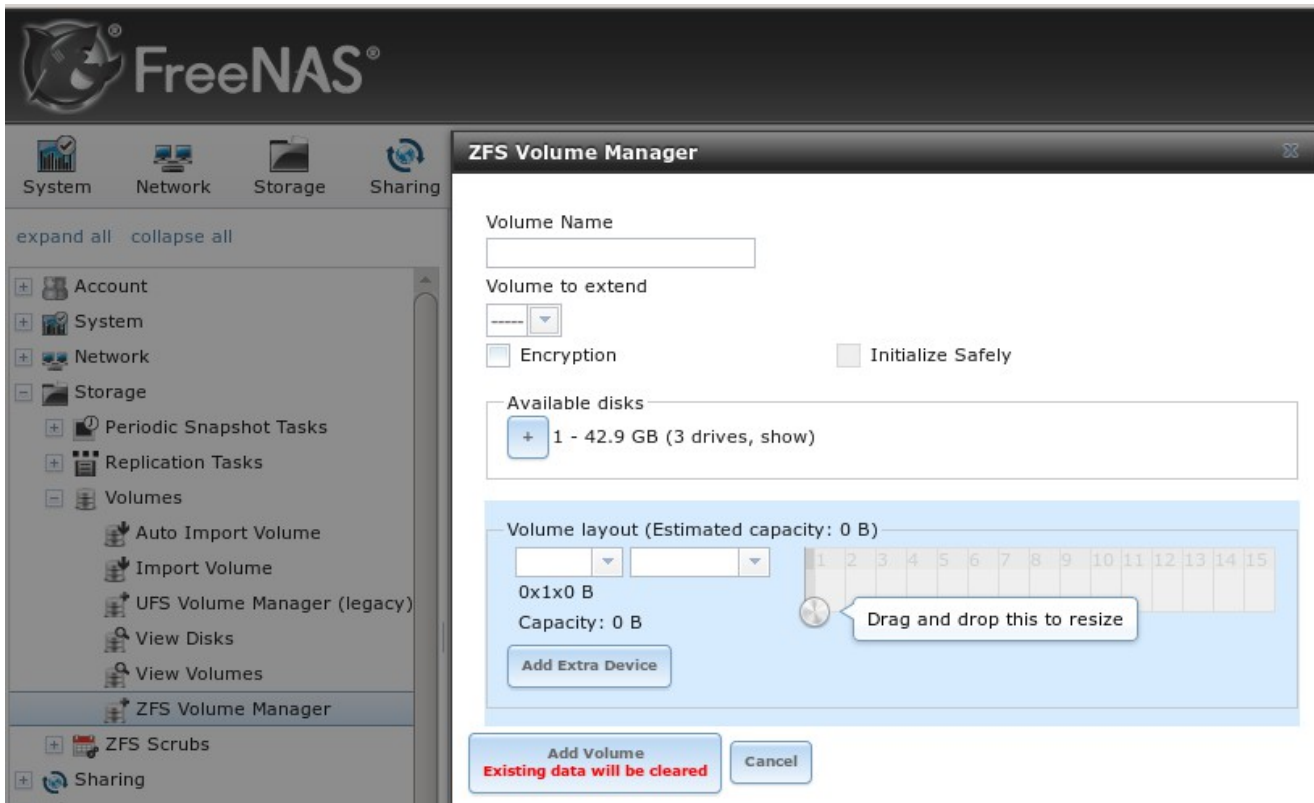 FreeNAS®
System Network Storage Sharing
expand all collapse all
Account
System
Network
Storage
Periodic Snapshot Tasks
Replication Tasks
Volumes
Auto Import Volume
Import Volume
UFS Volume Manager (legacy)
View Disks
View Volumes
ZFS Volume Manager
ZFS Scrubs
Sharing
ZFS Volume Manager
Volume Name
Volume to extend
-----
Encryption Initialize Safely
Available disks
+ 1 - 42.9 GB (3 drives, show)
Volume layout (Estimated capacity: 0 B)
1 2 3 4 5 6 7 8 9 10 11 12 13 14 15
0x1x0 B
Drag and drop this to resize
Capacity: 0 B
Add Extra Device
Add Volume
Existing data will be cleared
Cancel